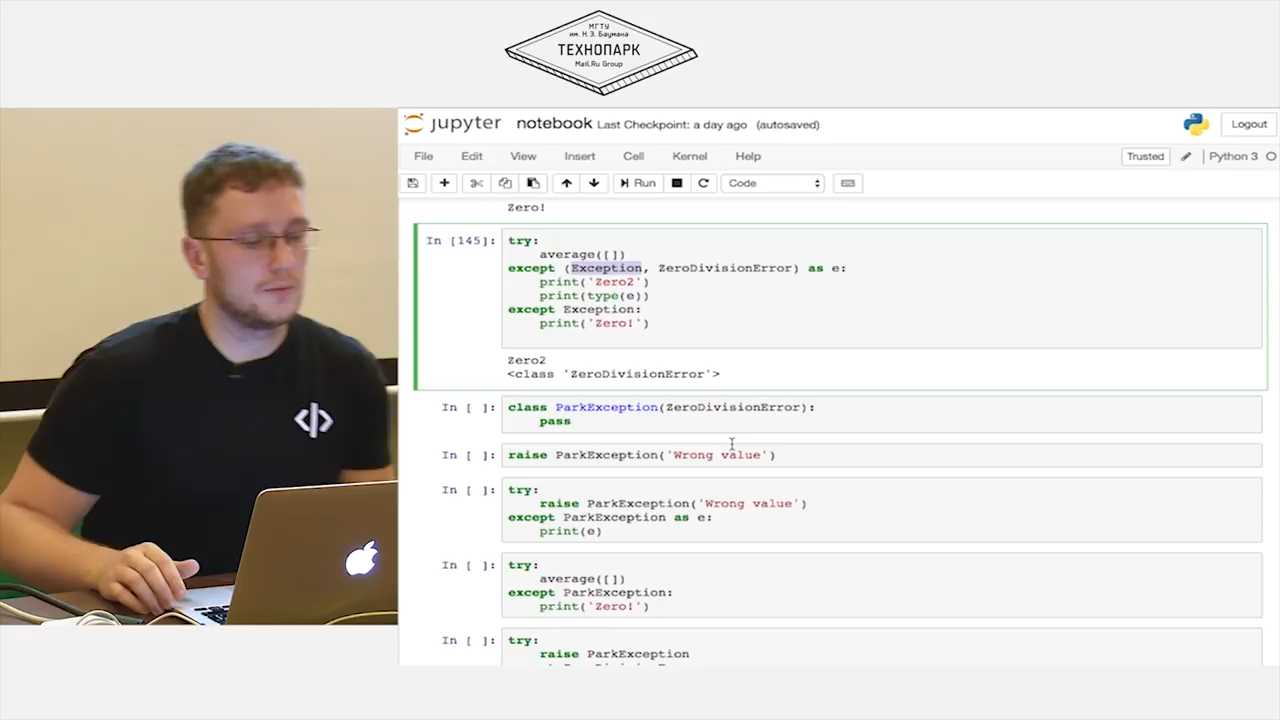 МГТУ
им. Н.Э. Баумана
ТЕХНОПАРК
Mail.Ru Group
jupyter notebook Last Checkpoint: a day ago (autosaved)
Logout
File Edit View Insert Cell Kernel Help
Trusted
Python 3
Run
Code
Zero!
In [145]:
try:
    average([])
except (Exception, ZeroDivisionError) as e:
    print('Zero2')
    print(type(e))
except Exception:
    print('Zero!')
Zero2
<class 'ZeroDivisionError'>
In [ ]:
class ParkException(ZeroDivisionError):
    pass
In [ ]:
raise ParkException('Wrong value')
In [ ]:
try:
    raise ParkException('Wrong value')
except ParkException as e:
    print(e)
In [ ]:
try:
    average([])
except ParkException:
    print('Zero!')
In [ ]:
try:
    raise ParkException